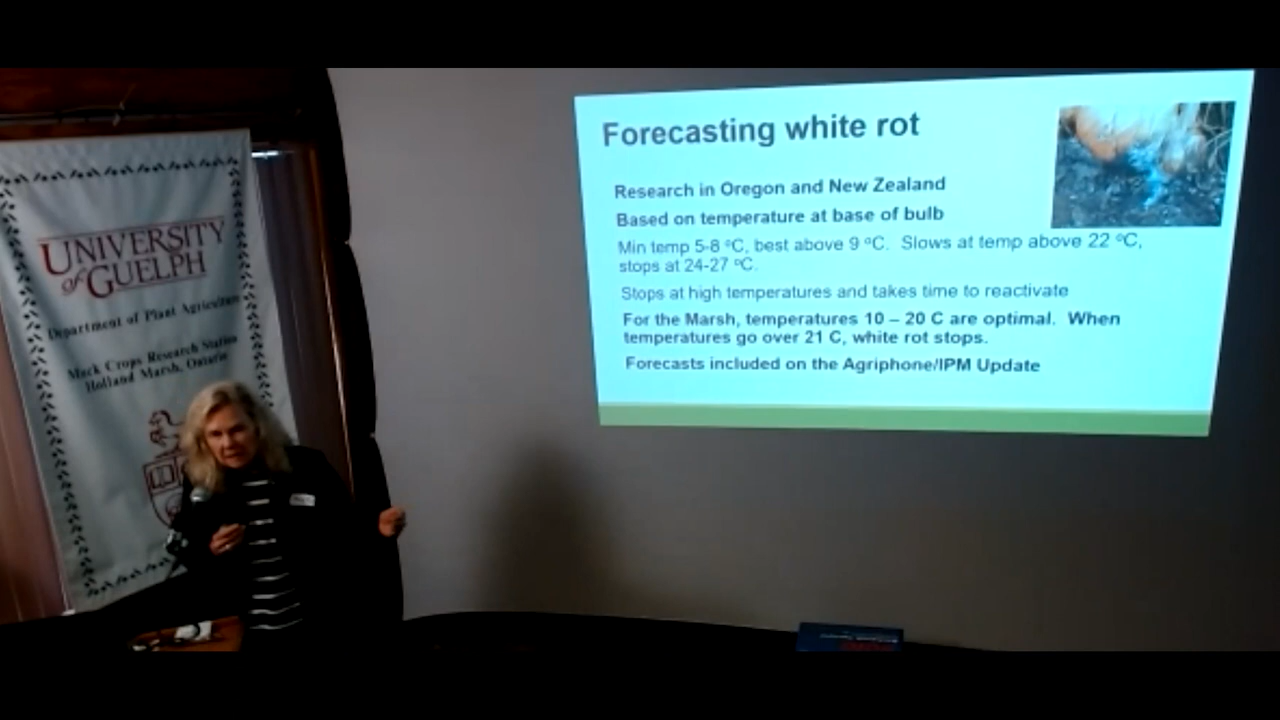 UNIVERSITY
of GUELPH
Department of Plant Agriculture
Muck Crops Research Station
Holland Marsh, Ontario
Forecasting white rot
Research in Oregon and New Zealand
Based on temperature at base of bulb
Min temp 5-8 ºC, best above 9 ºC. Slows at temp above 22 ºC,
stops at 24-27 ºC.
Stops at high temperatures and takes time to reactivate
For the Marsh, temperatures 10 – 20 C are optimal. When
temperatures go over 21 C, white rot stops.
Forecasts included on the Agriphone/IPM Update